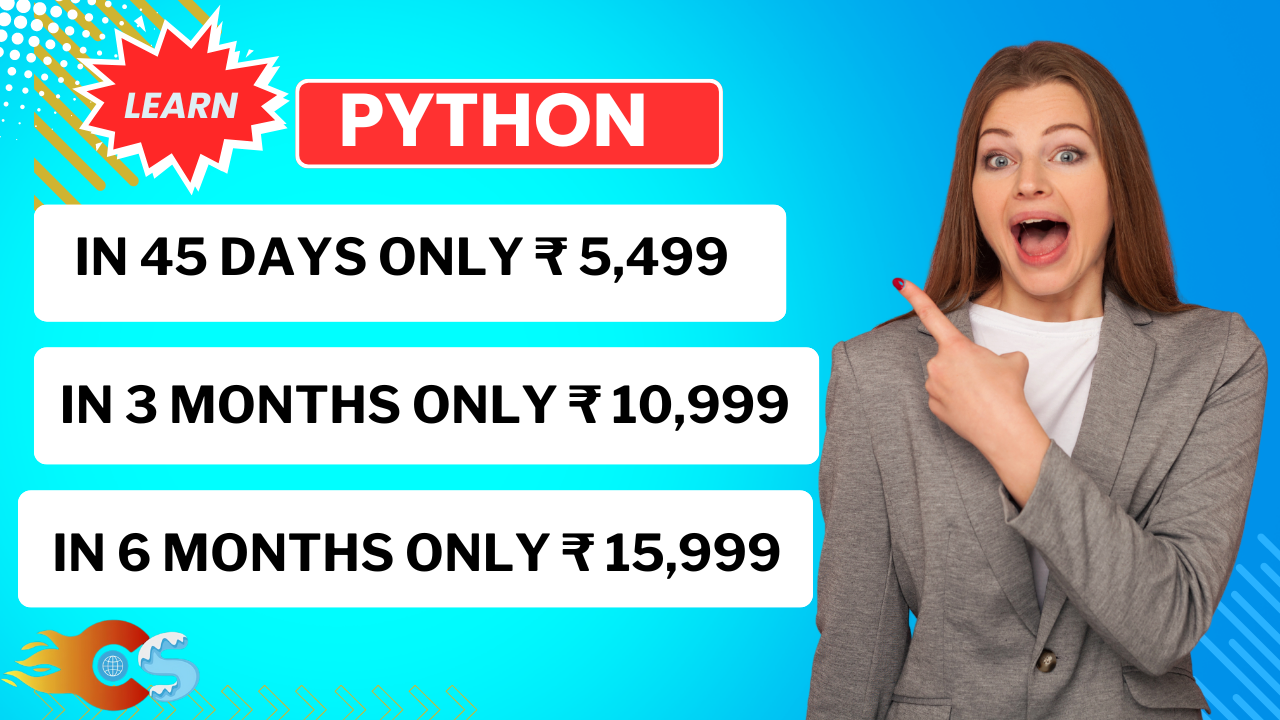 LEARN
PYTHON
IN 45 DAYS ONLY ₹ 5,499
IN 3 MONTHS ONLY ₹ 10,999
IN 6 MONTHS ONLY ₹ 15,999
CS